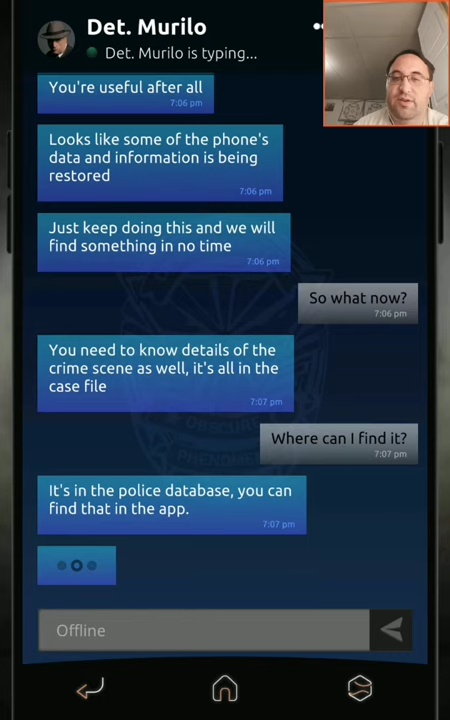 Det. Murilo
Det. Murilo is typing...
You're useful after all
7:06 pm
Looks like some of the phone's
data and information is being
restored
7:06 pm
Just keep doing this and we will
find something in no time
7:06 pm
So what now?
7:06 pm
You need to know details of the
crime scene as well, it's all in the
case file
7:07 pm
Where can I find it?
7:07 pm
It's in the police database, you can
find that in the app.
7:07 pm
OBSCURE
PHENOMENA
Offline